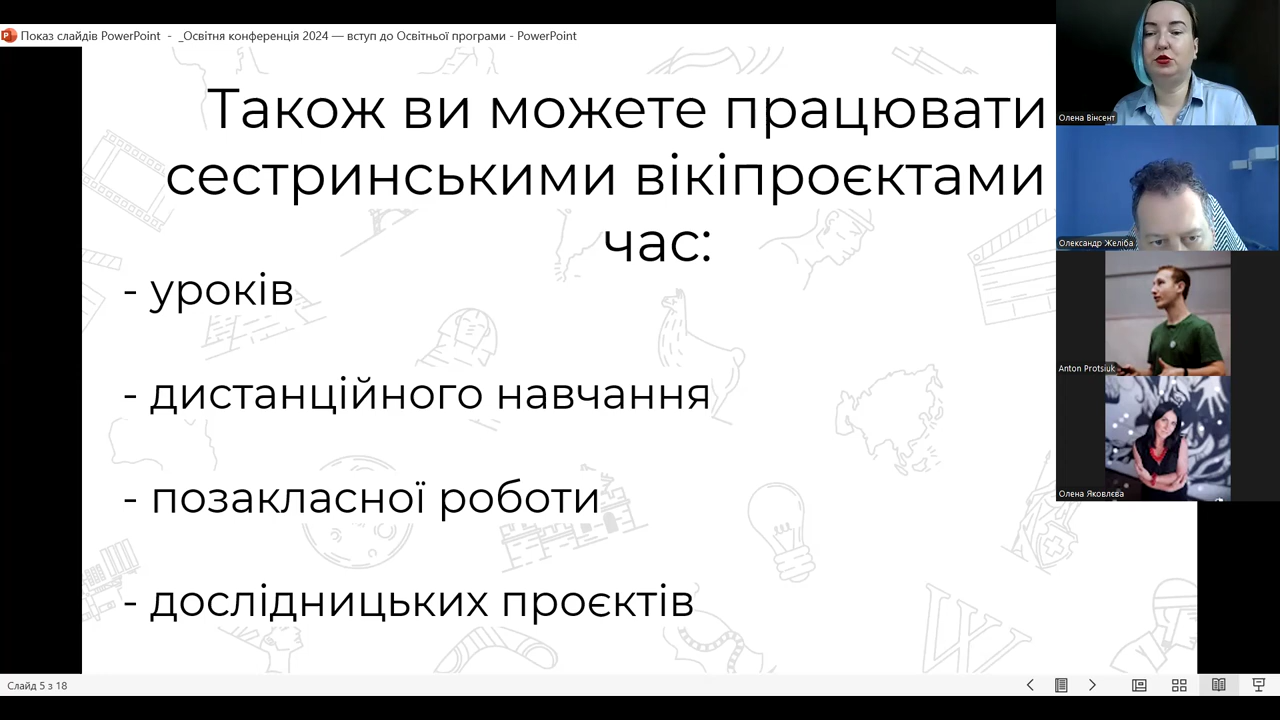 Показ слайдів PowerPoint - _Освітня конференція 2024 — вступ до Освітньої програми - PowerPoint
Також ви можете працювати
сестринськими вікіпроєктами
час:
- уроків
- дистанційного навчання
- позакласної роботи
- дослідницьких проєктів
Олена Вінсент
Олександр Желіба
Anton Protsiuk
Олена Яковлєва
Слайд 5 з 18